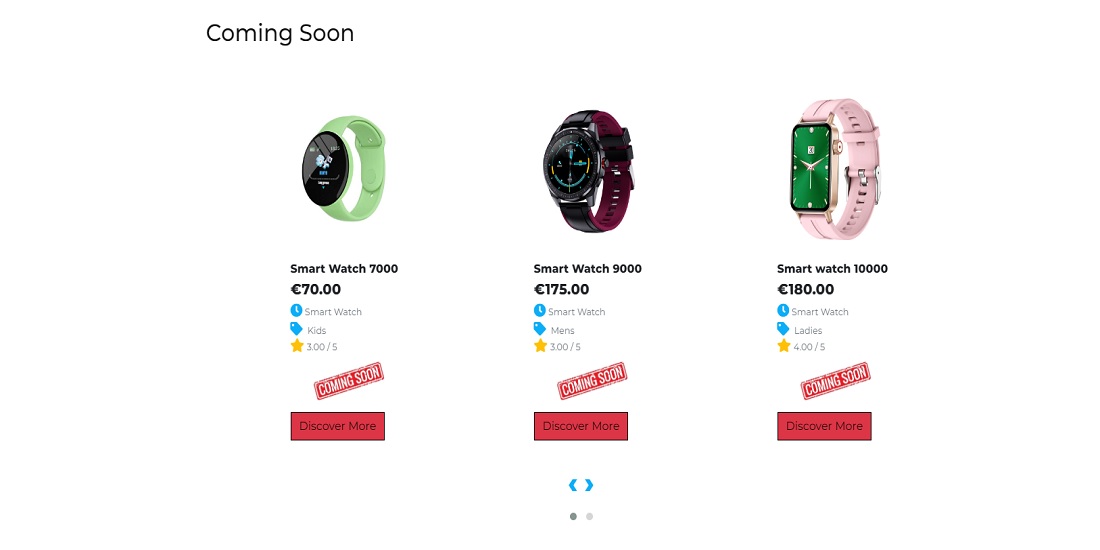 Coming Soon
Smart Watch 7000
€70.00
Smart Watch
Kids
3.00 / 5
COMING SOON
Discover More
Smart Watch 9000
€175.00
Smart Watch
Mens
3.00 / 5
COMING SOON
Discover More
Smart watch 10000
€180.00
Smart Watch
Ladies
4.00 / 5
COMING SOON
Discover More